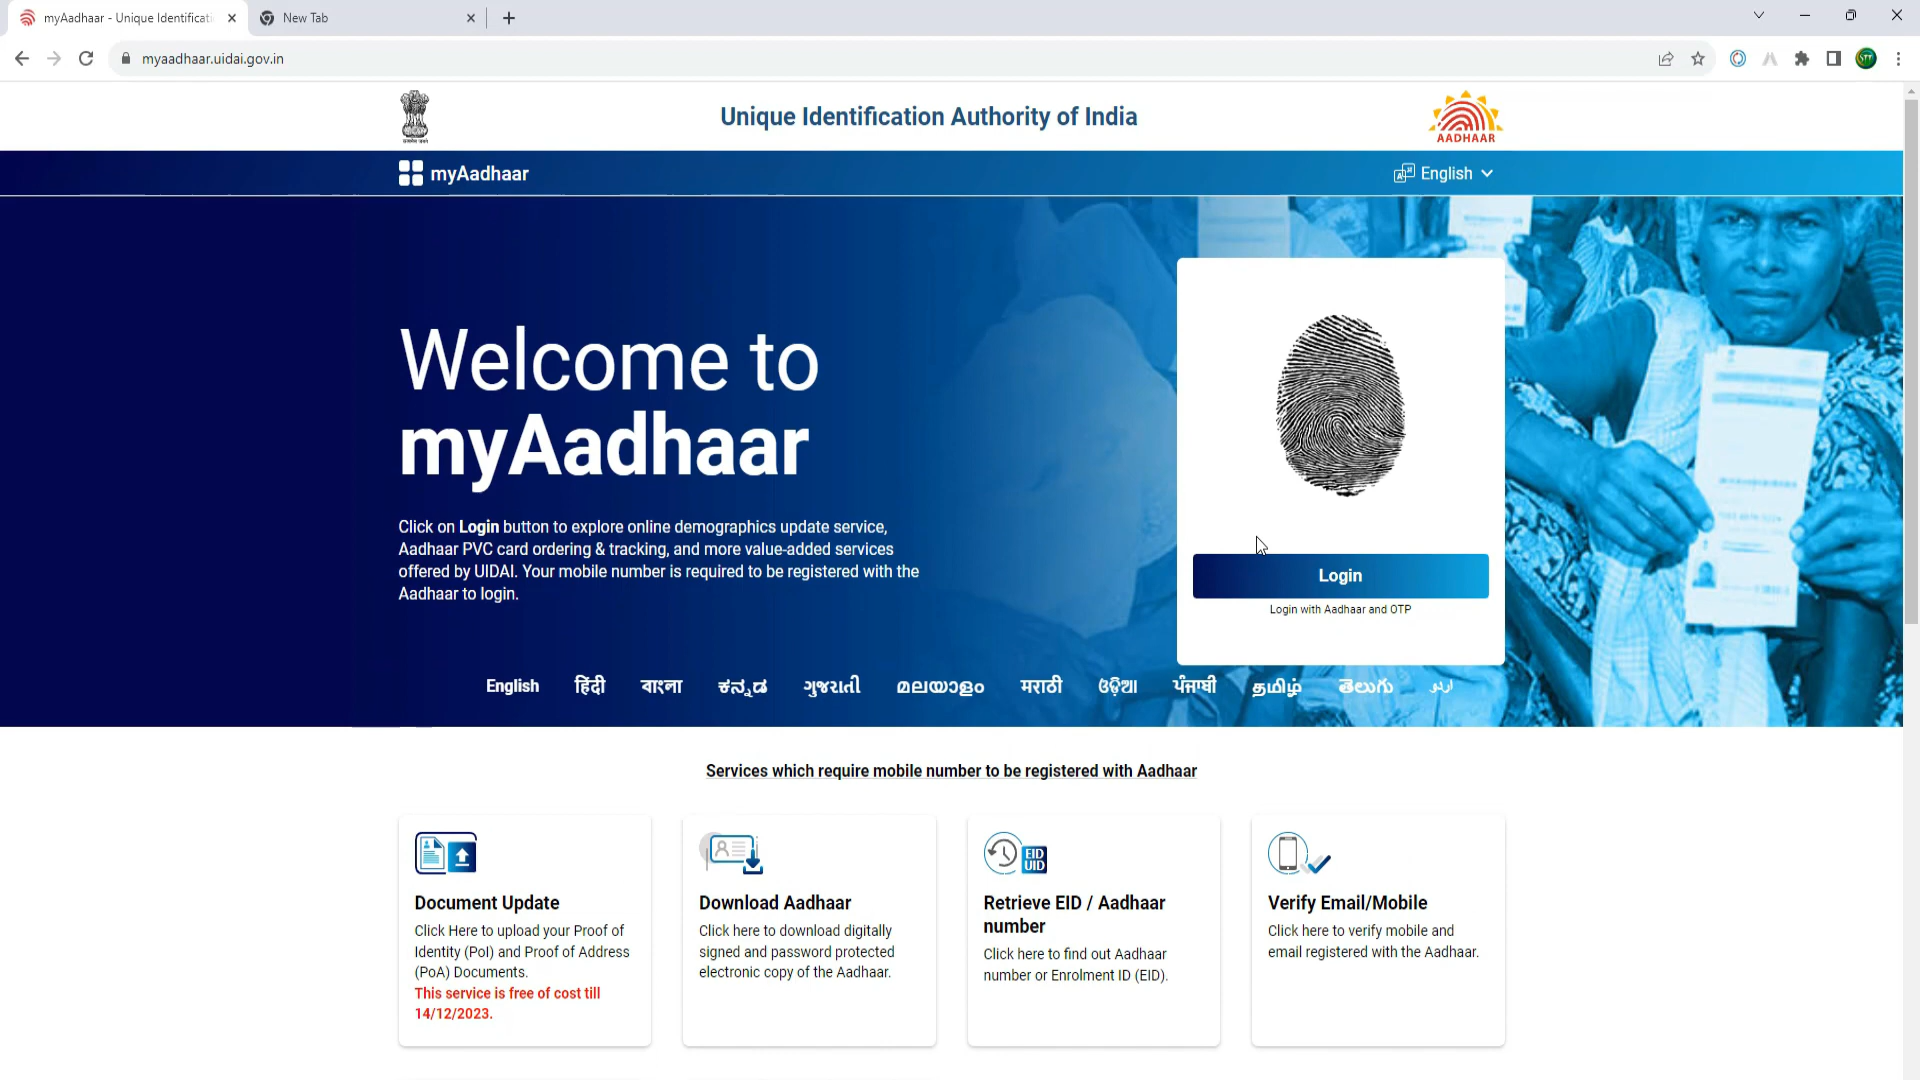 myAadhaar - Unique Identificati
New Tab
myaadhaar.uidai.gov.in
Unique Identification Authority of India
AADHAAR
myAadhaar
English
Welcome to
myAadhaar
Click on Login button to explore online demographics update service,
Aadhaar PVC card ordering & tracking, and more value-added services
offered by UIDAI. Your mobile number is required to be registered with the
Aadhaar to login.
Login
Login with Aadhaar and OTP
English हिंदी বাংলা ಕನ್ನಡ ગુજરાતી മലയാളം मराठी ଓଡ଼ିଆ ਪੰਜਾਬੀ தமிழ் తెలుగు اردو
Services which require mobile number to be registered with Aadhaar
Document Update
Click Here to upload your Proof of
Identity (PoI) and Proof of Address
(PoA) Documents.
This service is free of cost till
14/12/2023.
Download Aadhaar
Click here to download digitally
signed and password protected
electronic copy of the Aadhaar.
EID
UID
Retrieve EID / Aadhaar
number
Click here to find out Aadhaar
number or Enrolment ID (EID).
Verify Email/Mobile
Click here to verify mobile and
email registered with the Aadhaar.